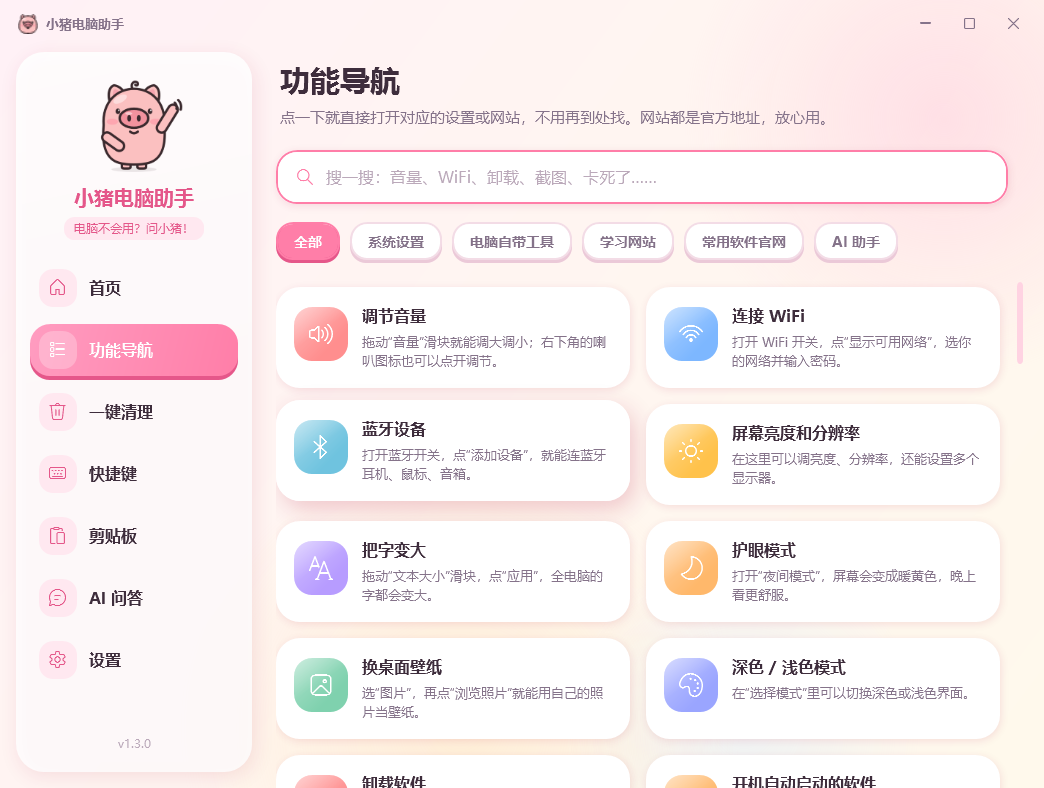 小猪电脑助手
功能导航
点一下就直接打开对应的设置或网站，不用再到处找。网站都是官方地址，放心用。
搜一搜：音量、WiFi、卸载、截图、卡死了……
全部
系统设置
电脑自带工具
学习网站
常用软件官网
AI 助手
小猪电脑助手
电脑不会用？问小猪！
首页
功能导航
一键清理
快捷键
剪贴板
AI 问答
设置
v1.3.0
调节音量
拖动“音量”滑块就能调大调小；右下角的喇
叭图标也可以点开调节。
连接 WiFi
打开 WiFi 开关，点“显示可用网络”，选你
的网络并输入密码。
蓝牙设备
打开蓝牙开关，点“添加设备”，就能连蓝牙
耳机、鼠标、音箱。
屏幕亮度和分辨率
在这里可以调亮度、分辨率，还能设置多个
显示器。
把字变大
拖动“文本大小”滑块，点“应用”，全电脑的
字都会变大。
护眼模式
打开“夜间模式”，屏幕会变成暖黄色，晚上
看更舒服。
换桌面壁纸
选“图片”，再点“浏览照片”就能用自己的照
片当壁纸。
深色 / 浅色模式
在“选择模式”里可以切换深色或浅色界面。
卸载软件
开机自动启动的软件